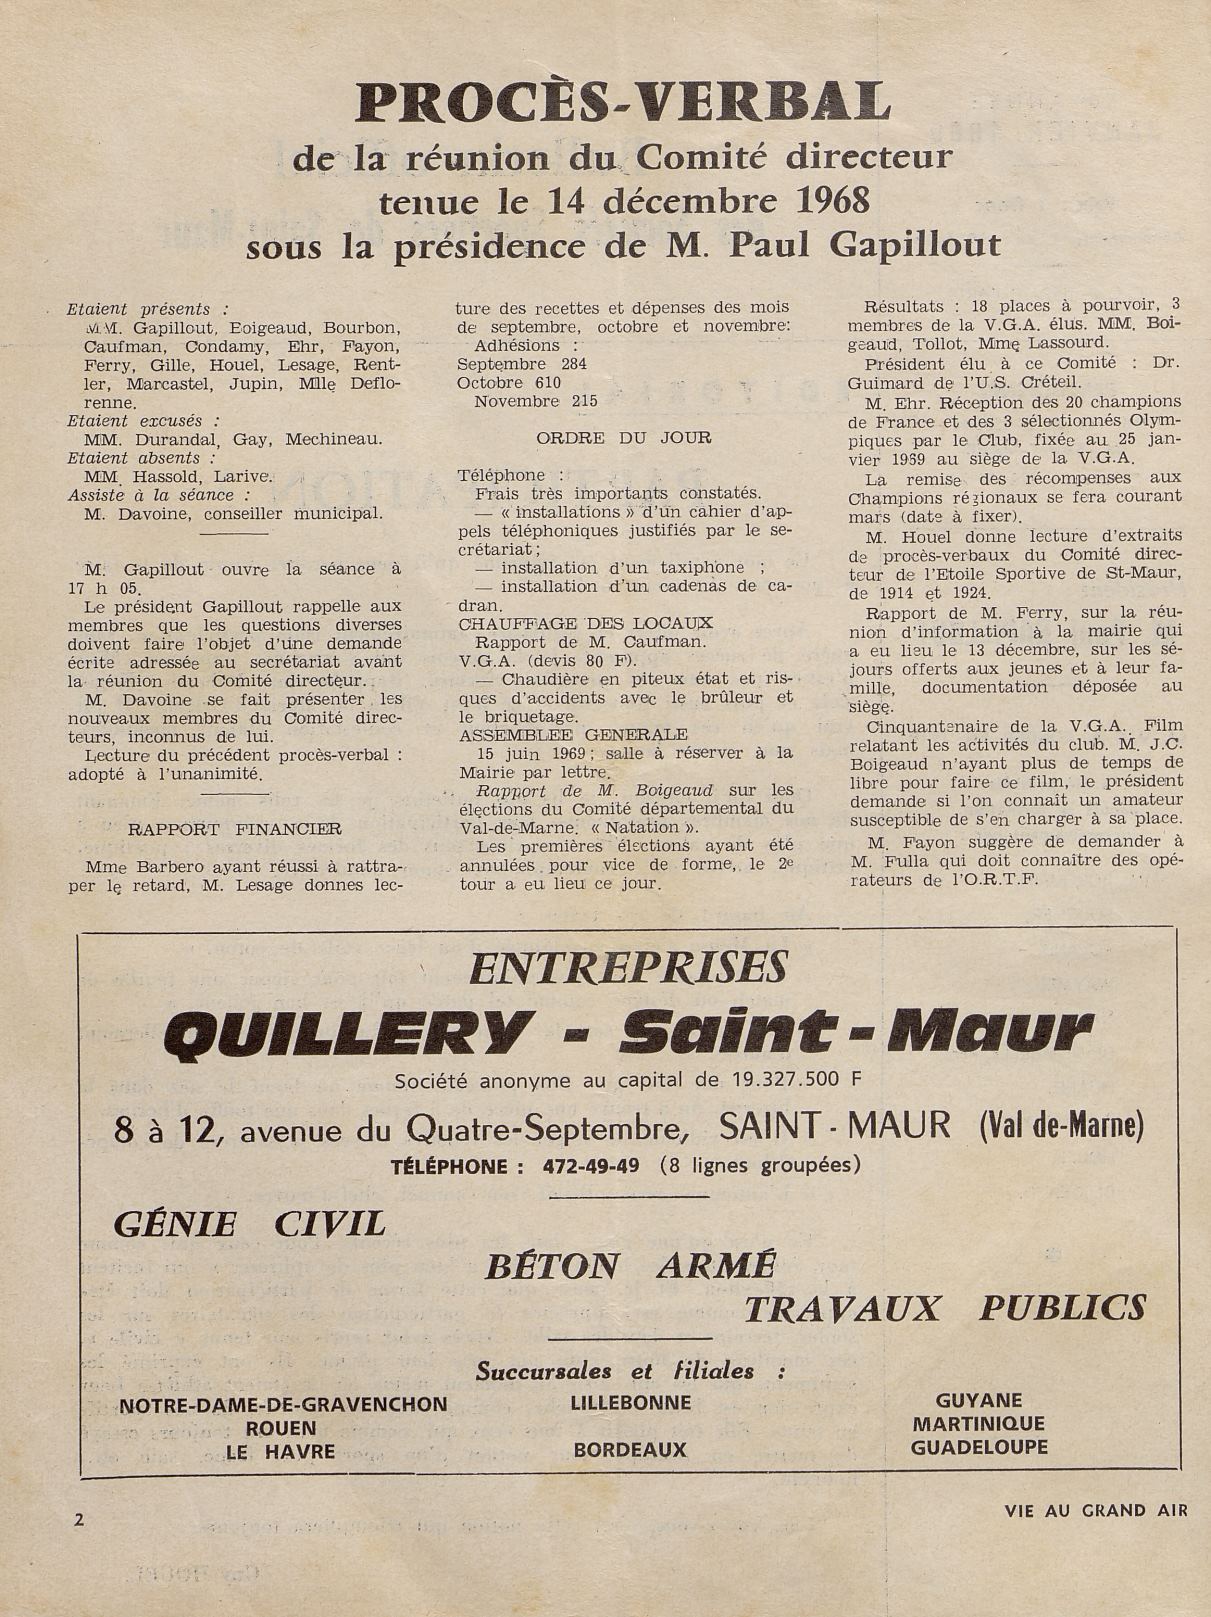 PROCÈS-VERBAL
de la réunion du Comité directeur
tenue le 14 décembre 1968
sous la présidence de M. Paul Gapillout
Etaient présents :
MM. Gapillout, Eoigeaud, Bourbon,
Caufman, Condamy, Ehr, Fayon,
Ferry, Gille, Houel, Lesage, Rent-
ler, Marcastel, Jupin, Mlle Deflo-
renne.
Etaient excusés :
MM. Durandal, Gay, Mechineau.
Etaient absents :
MM. Hassold, Larive.
Assiste à la séance :
M. Davoine, conseiller municipal.
M. Gapillout ouvre la séance à
17 h 05.
Le président Gapillout rappelle aux
membres que les questions diverses
doivent faire l'objet d'une demande
écrite adressée au secrétariat avant
la réunion du Comité directeur.
M. Davoine se fait présenter les
nouveaux membres du Comité direc-
teurs, inconnus de lui.
Lecture du précédent procès-verbal :
adopté à l'unanimité.
RAPPORT FINANCIER
Mme Barbero ayant réussi à rattra-
per le retard, M. Lesage donnes lec-
ture des recettes et dépenses des mois
de septembre, octobre et novembre:
Adhésions :
Septembre 284
Octobre 610
Novembre 215
ORDRE DU JOUR
Téléphone :
Frais très importants constatés.
— « installations » d'un cahier d'ap-
pels téléphoniques justifiés par le se-
crétariat ;
— installation d'un taxiphone ;
— installation d'un cadenas de ca-
dran.
CHAUFFAGE DES LOCAUX
Rapport de M. Caufman.
V.G.A. (devis 80 F).
— Chaudière en piteux état et ris-
ques d'accidents avec le brûleur et
le briquetage.
ASSEMBLEE GENERALE
15 juin 1969 ; salle à réserver à la
Mairie par lettre.
Rapport de M. Boigeaud sur les
élections du Comité départemental du
Val-de-Marne. « Natation ».
Les premières élections ayant été
annulées pour vice de forme, le 2e
tour a eu lieu ce jour.
Résultats : 18 places à pourvoir, 3
membres de la V.G.A. élus. MM. Boi-
geaud, Tollot, Mme Lassourd.
Président élu à ce Comité : Dr.
Guimard de l'U.S. Créteil.
M. Ehr. Réception des 20 champions
de France et des 3 sélectionnés Olym-
piques par le Club, fixée au 25 jan-
vier 1969 au siège de la V.G.A.
La remise des récompenses aux
Champions régionaux se fera courant
mars (date à fixer).
M. Houel donne lecture d'extraits
de procès-verbaux du Comité direc-
teur de l'Etoile Sportive de St-Maur,
de 1914 et 1924.
Rapport de M. Ferry, sur la réu-
nion d'information à la mairie qui
a eu lieu le 13 décembre, sur les sé-
jours offerts aux jeunes et à leur fa-
mille, documentation déposée au
siège.
Cinquantenaire de la V.G.A. Film
relatant les activités du club. M. J.C.
Boigeaud n'ayant plus de temps de
libre pour faire ce film, le président
demande si l'on connaît un amateur
susceptible de s'en charger à sa place.
M. Fayon suggère de demander à
M. Fulla qui doit connaître des opé-
rateurs de l'O.R.T.F.
ENTREPRISES
QUILLERY - Saint-Maur
Société anonyme au capital de 19.327.500 F
8 à 12, avenue du Quatre-Septembre, SAINT-MAUR (Val de-Marne)
TÉLÉPHONE : 472-49-49 (8 lignes groupées)
GÉNIE CIVIL
BÉTON ARMÉ
TRAVAUX PUBLICS
Succursales et filiales :
NOTRE-DAME-DE-GRAVENCHON LILLEBONNE GUYANE
ROUEN MARTINIQUE
LE HAVRE BORDEAUX GUADELOUPE
2 VIE AU GRAND AIR